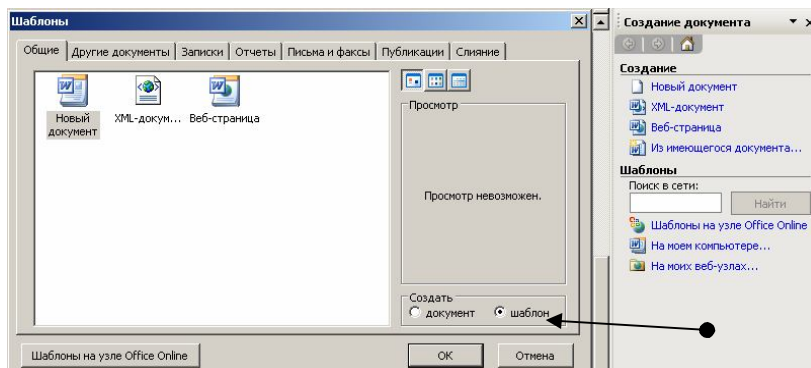 Шаблоны
Общие
Другие документы
Записки
Отчеты
Письма и факсы
Публикации
Слияние
Новый документ
XML-докум...
Веб-страница
Просмотр
Просмотр невозможен.
Создать
документ
шаблон
Шаблоны на узле Office Online
ОК
Отмена
Создание документа
Создание
Новый документ
XML-документ
Веб-страница
Из имеющегося документа...
Шаблоны
Поиск в сети:
Найти
Шаблоны на узле Office Online
На моем компьютере...
На моих веб-узлах...